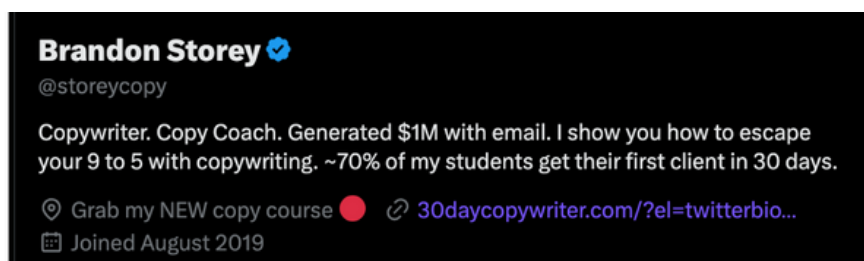 Brandon Storey
@storeycopy
Copywriter. Copy Coach. Generated $1M with email. I show you how to escape
your 9 to 5 with copywriting. ~70% of my students get their first client in 30 days.
Grab my NEW copy course 🔴 30daycopywriter.com/?el=twitterbio...
Joined August 2019